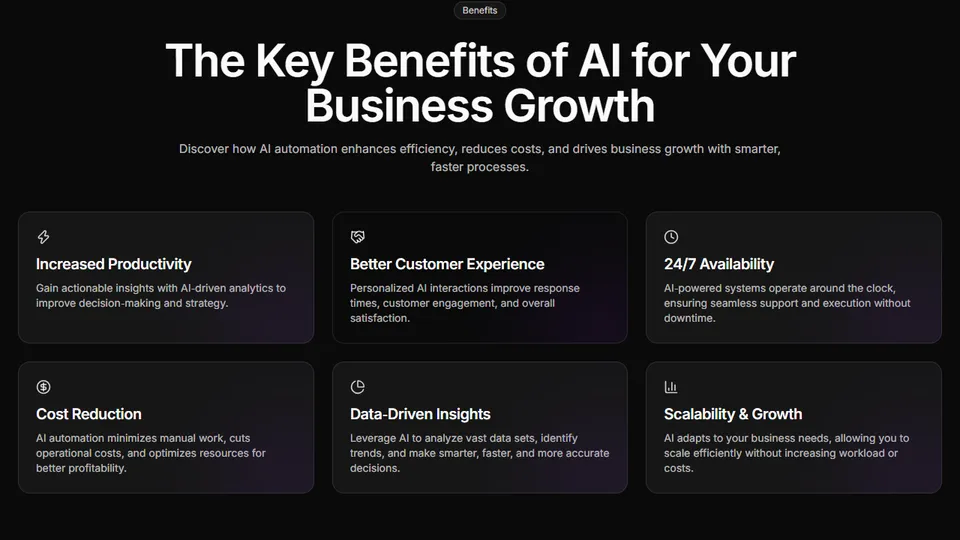 Benefits
The Key Benefits of AI for Your
Business Growth
Discover how AI automation enhances efficiency, reduces costs, and drives business growth with smarter,
faster processes.
Increased Productivity
Gain actionable insights with AI-driven analytics to
improve decision-making and strategy.
Better Customer Experience
Personalized AI interactions improve response
times, customer engagement, and overall
satisfaction.
24/7 Availability
AI-powered systems operate around the clock,
ensuring seamless support and execution without
downtime.
Cost Reduction
AI automation minimizes manual work, cuts
operational costs, and optimizes resources for
better profitability.
Data-Driven Insights
Leverage AI to analyze vast data sets, identify
trends, and make smarter, faster, and more accurate
decisions.
Scalability & Growth
AI adapts to your business needs, allowing you to
scale efficiently without increasing workload or
costs.